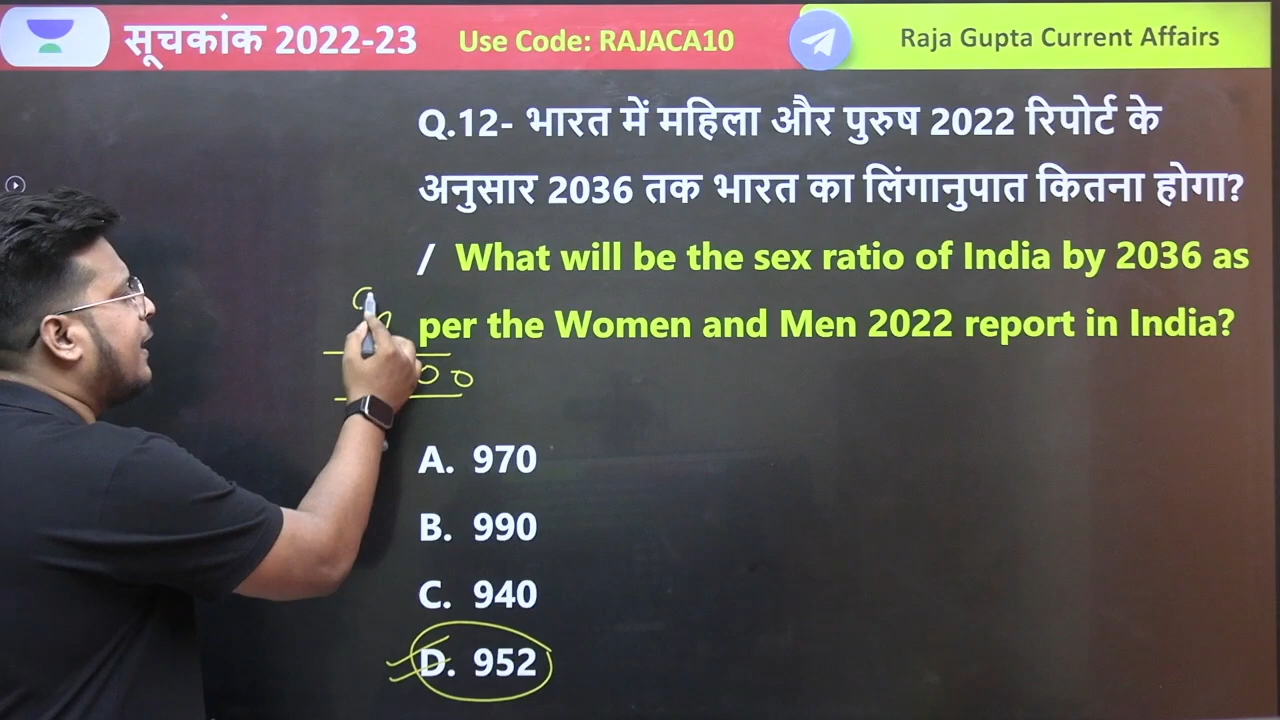 सूचकांक 2022-23 Use Code: RAJACA10 Raja Gupta Current Affairs
Q.12- भारत में महिला और पुरुष 2022 रिपोर्ट के
अनुसार 2036 तक भारत का लिंगानुपात कितना होगा?
/ What will be the sex ratio of India by 2036 as
per the Women and Men 2022 report in India?
A. 970
B. 990
C. 940
D. 952